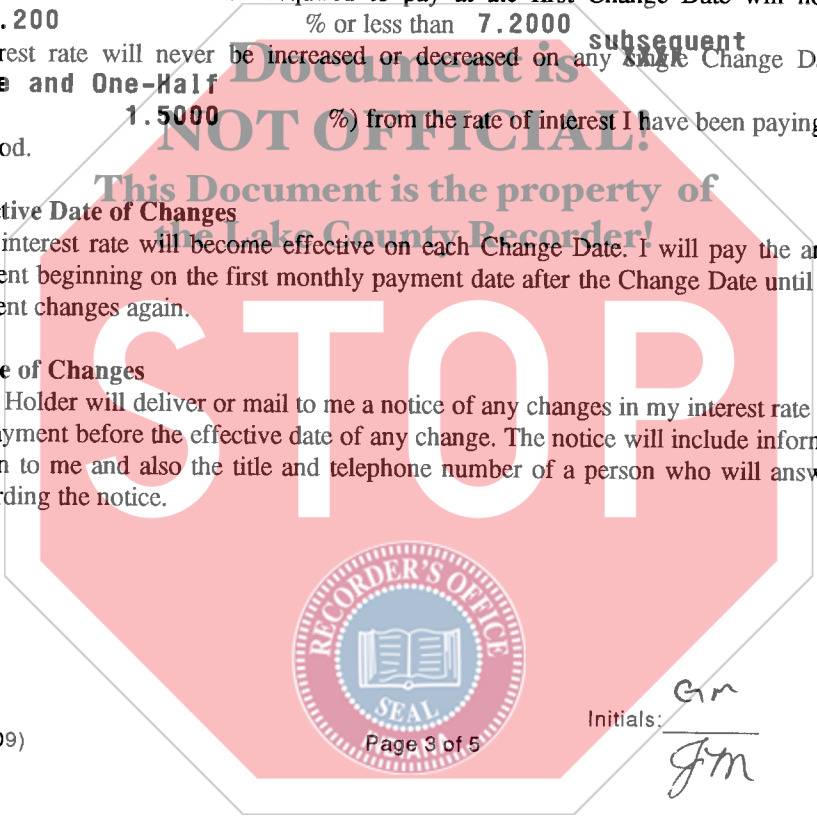 .200 % or less than 7.2000
rest rate will never be increased or decreased on any single subsequent Change Da
e and One-Half
1.5000 %) from the rate of interest I have been paying
od.
Document is
NOT OFFICIAL!
This Document is the property of
the Lake County Recorder!
tive Date of Changes
interest rate will become effective on each Change Date. I will pay the a
ent beginning on the first monthly payment date after the Change Date until
ent changes again.
e of Changes
Holder will deliver or mail to me a notice of any changes in my interest rate
yment before the effective date of any change. The notice will include inform
n to me and also the title and telephone number of a person who will answ
rding the notice.
STOP
RECORDER'S OFFICE
SEAL
INDIANA
Initials: Gm
JM
09)
Page 3 of 5